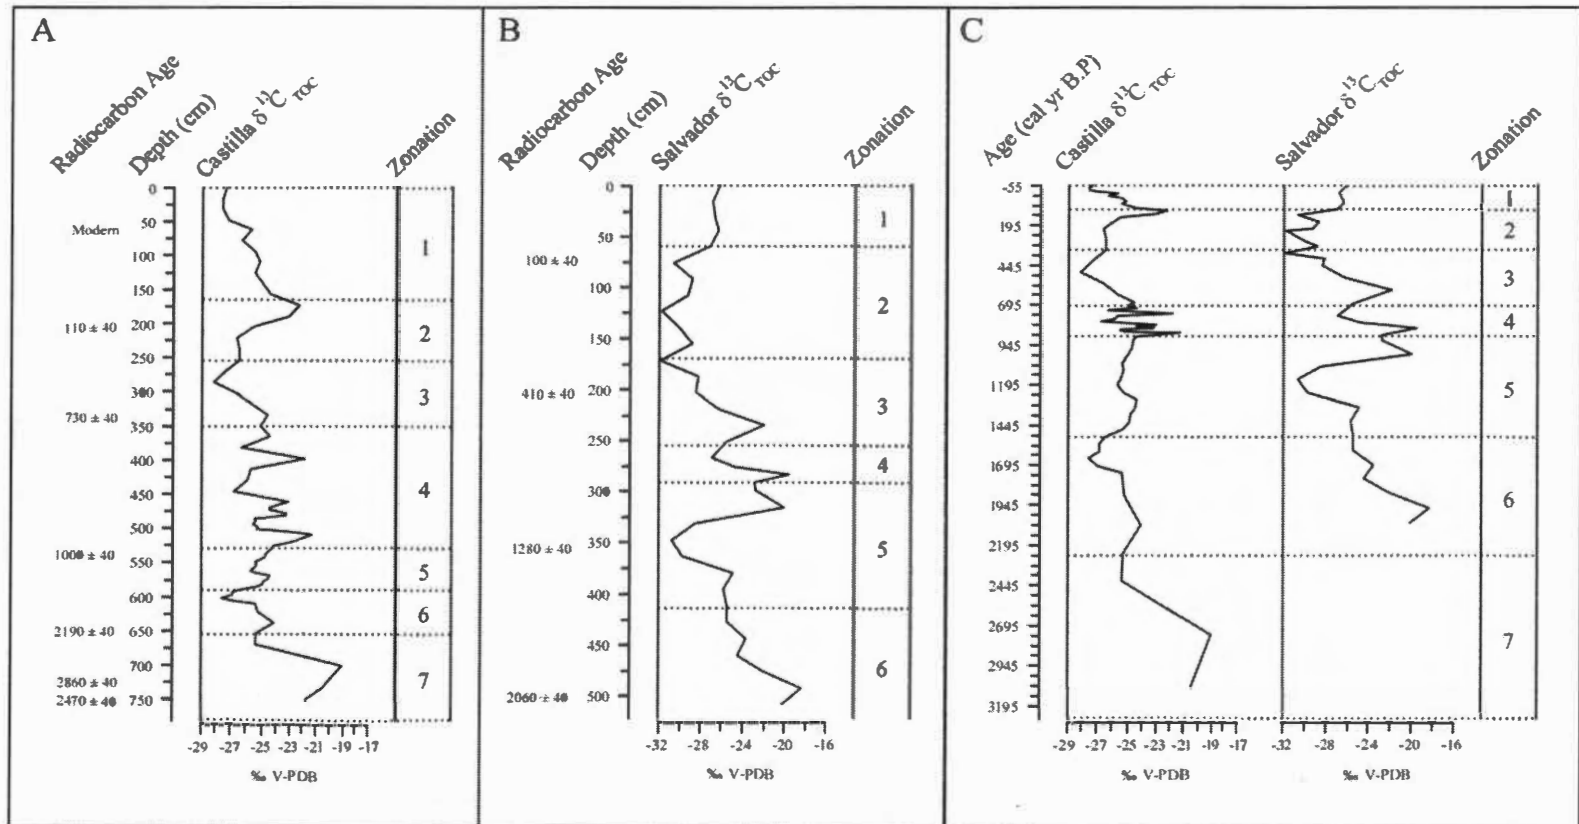 A
Radiocarbon Age
Depth (cm)
Castilla δ13C TOC
Zonation
0
50
100
150
200
250
300
350
400
450
500
550
600
650
700
750
Modern
110 ± 40
730 ± 40
1000 ± 40
2190 ± 40
2860 ± 40
2470 ± 40
1
2
3
4
5
6
7
-29 -27 -25 -23 -21 -19 -17
‰ V-PDB
B
Radiocarbon Age
Depth (cm)
Salvador δ13C TOC
Zonation
0
50
100
150
200
250
300
350
400
450
500
100 ± 40
410 ± 40
1280 ± 40
2060 ± 40
1
2
3
4
5
6
-32 -28 -24 -20 -16
‰ V-PDB
C
Age (cal yr B.P)
Castilla δ13C TOC
Salvador δ13C TOC
Zonation
-55
195
445
695
945
1195
1445
1695
1945
2195
2445
2695
2945
3195
1
2
3
4
5
6
7
-29 -27 -25 -23 -21 -19 -17
‰ V-PDB
-32 -28 -24 -20 -16
‰ V-PDB